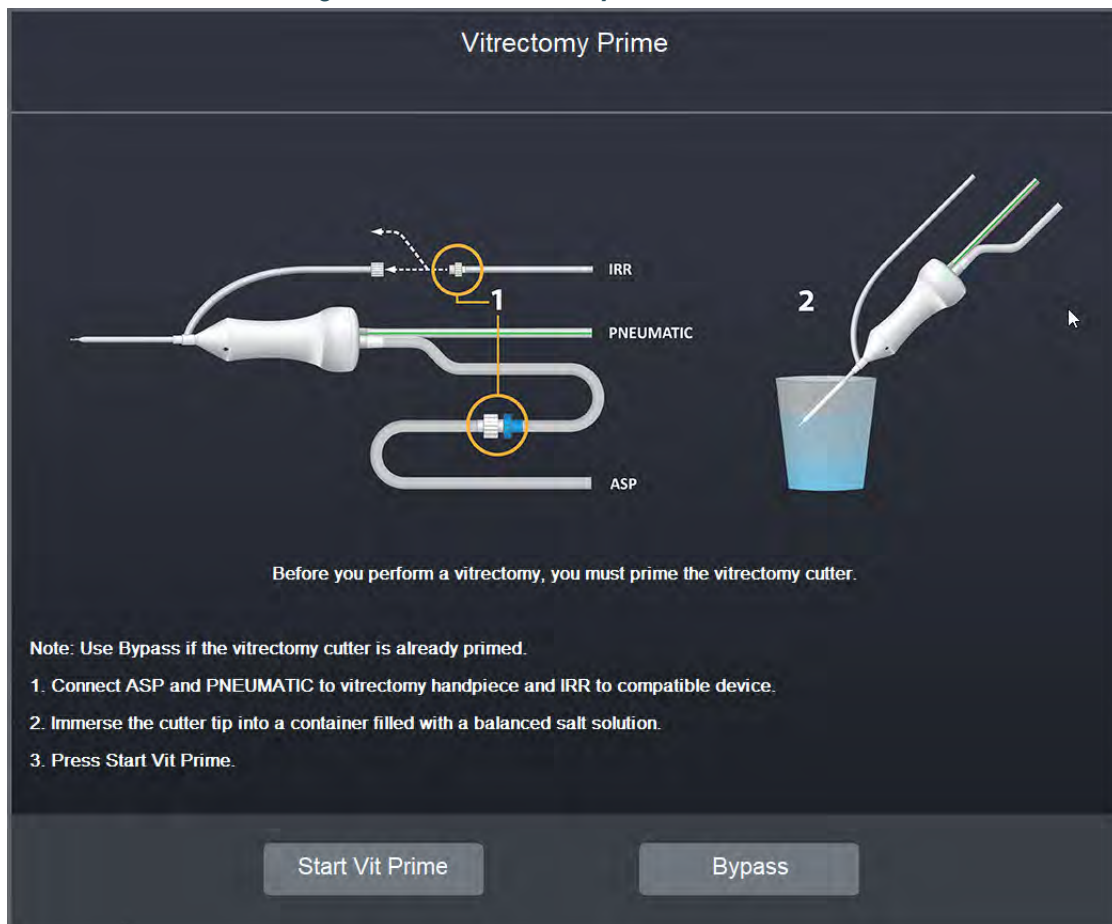 Vitrectomy Prime
IRR
1
2
PNEUMATIC
ASP
Before you perform a vitrectomy, you must prime the vitrectomy cutter.
Note: Use Bypass if the vitrectomy cutter is already primed.
1. Connect ASP and PNEUMATIC to vitrectomy handpiece and IRR to compatible device.
2. Immerse the cutter tip into a container filled with a balanced salt solution.
3. Press Start Vit Prime.
Start Vit Prime
Bypass